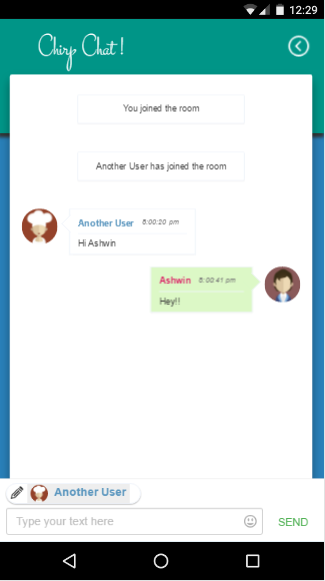 12:29
Chirp Chat !
You joined the room
Another User has joined the room
Another User 8:00:20 pm
Hi Ashwin
Ashwin 8:00:41 pm
Hey!!
Another User
Type your text here
SEND